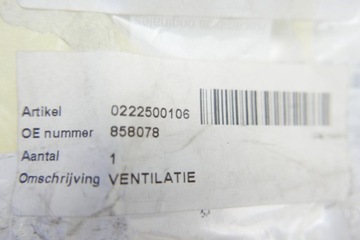 Artikel 0222500106
OE nummer 858078
Aantal 1
Omschrijving VENTILATIE